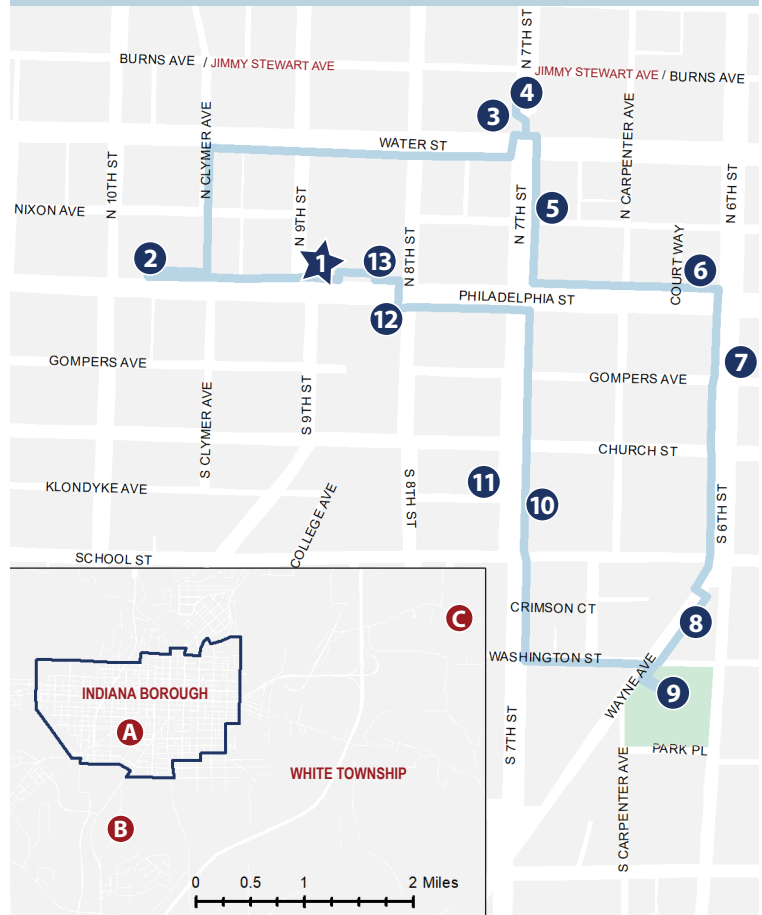 N 7TH ST
BURNS AVE / JIMMY STEWART AVE
JIMMY STEWART AVE / BURNS AVE
4
3
N CLYMER AVE
N CARPENTER AVE
WATER ST
N 10TH ST
N 9TH ST
N 8TH ST
N 7TH ST
N 6TH ST
NIXON AVE
5
COURT WAY
2
1
13
6
PHILADELPHIA ST
12
GOMPERS AVE
7
GOMPERS AVE
S CLYMER AVE
S 9TH ST
CHURCH ST
KLONDYKE AVE
COLLEGE AVE
S 8TH ST
11
10
S 6TH ST
SCHOOL ST
CRIMSON CT
8
WASHINGTON ST
WAYNE AVE
9
S 7TH ST
PARK PL
S CARPENTER AVE
C
INDIANA BOROUGH
A
WHITE TOWNSHIP
B
0 0.5 1 2 Miles